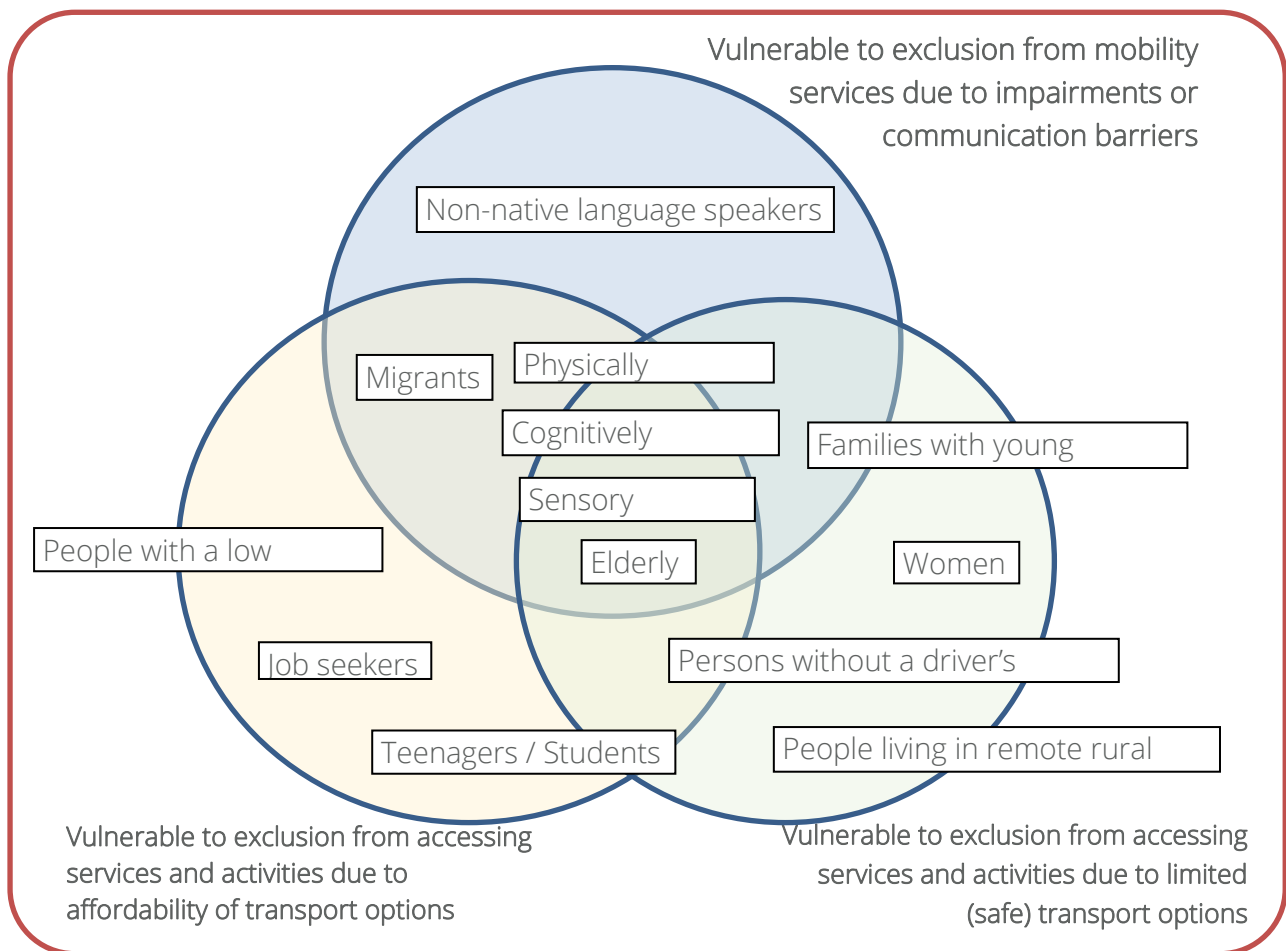 Vulnerable to exclusion from mobility
services due to impairments or
communication barriers
Non-native language speakers
Migrants
Physically
Cognitively
Sensory
Elderly
Families with young
People with a low
Women
Job seekers
Persons without a driver’s
Teenagers / Students
People living in remote rural
Vulnerable to exclusion from accessing
services and activities due to
affordability of transport options
Vulnerable to exclusion from accessing
services and activities due to limited
(safe) transport options